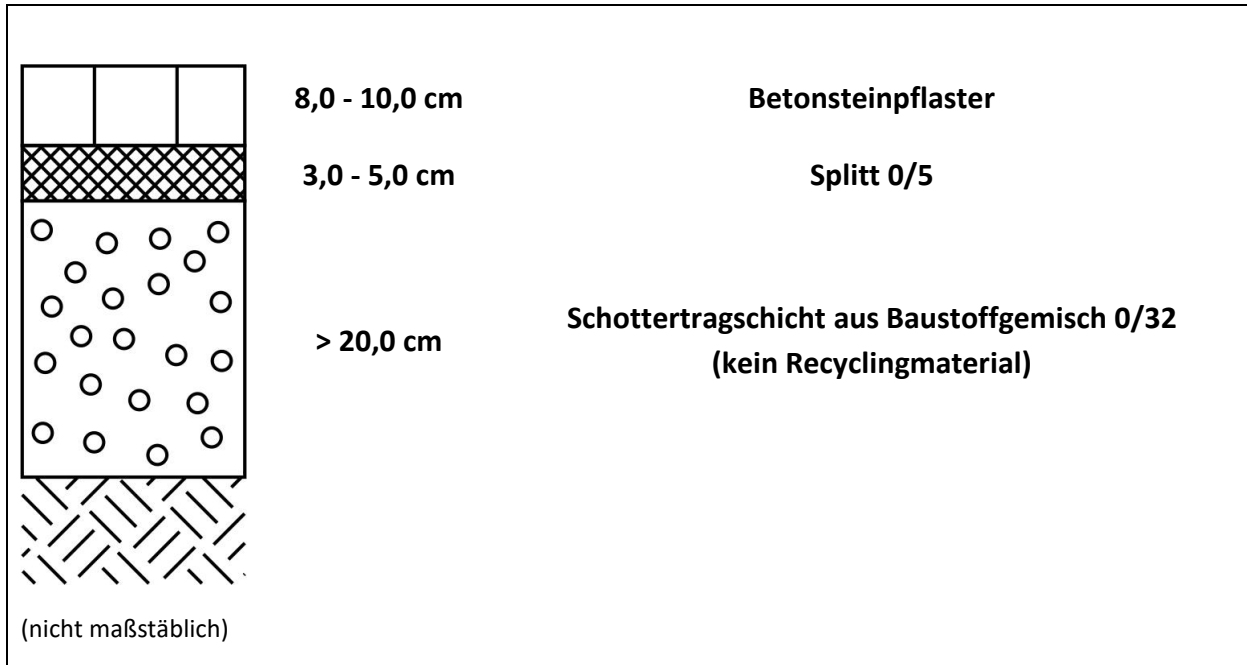 8,0 - 10,0 cm Betonsteinpflaster
3,0 - 5,0 cm Splitt 0/5
> 20,0 cm Schottertragschicht aus Baustoffgemisch 0/32
(kein Recyclingmaterial)
(nicht maßstäblich)